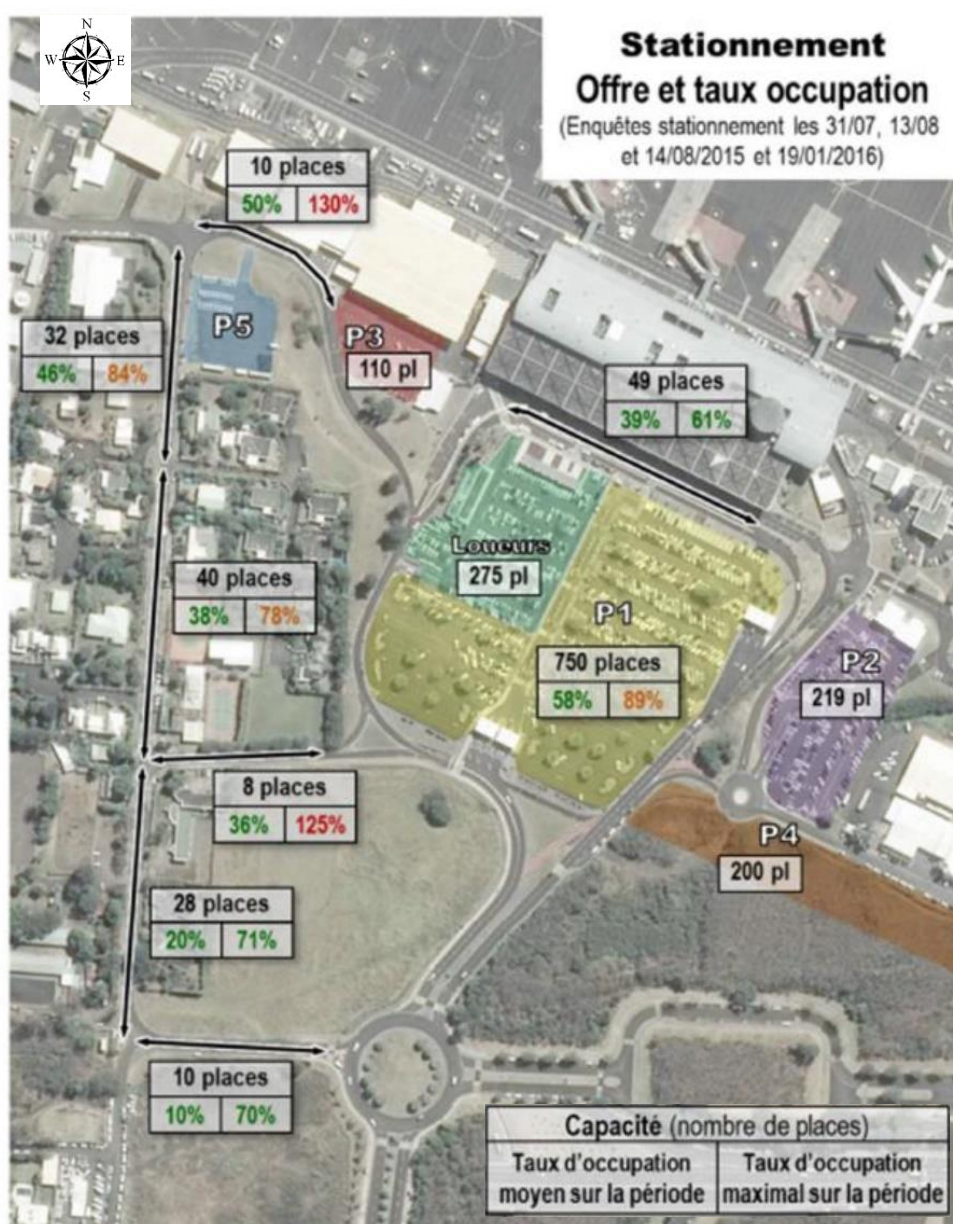 N
W E
S
Stationnement
Offre et taux occupation
(Enquêtes stationnement les 31/07, 13/08
et 14/08/2015 et 19/01/2016)
10 places
50% 130%
P5
32 places
46% 84%
P3
110 pl
49 places
39% 61%
Loueurs
275 pl
40 places
38% 78%
P1
750 places
58% 89%
P2
219 pl
8 places
36% 125%
P4
200 pl
28 places
20% 71%
10 places
10% 70%
Capacité (nombre de places)
Taux d'occupation
moyen sur la période
Taux d'occupation
maximal sur la période